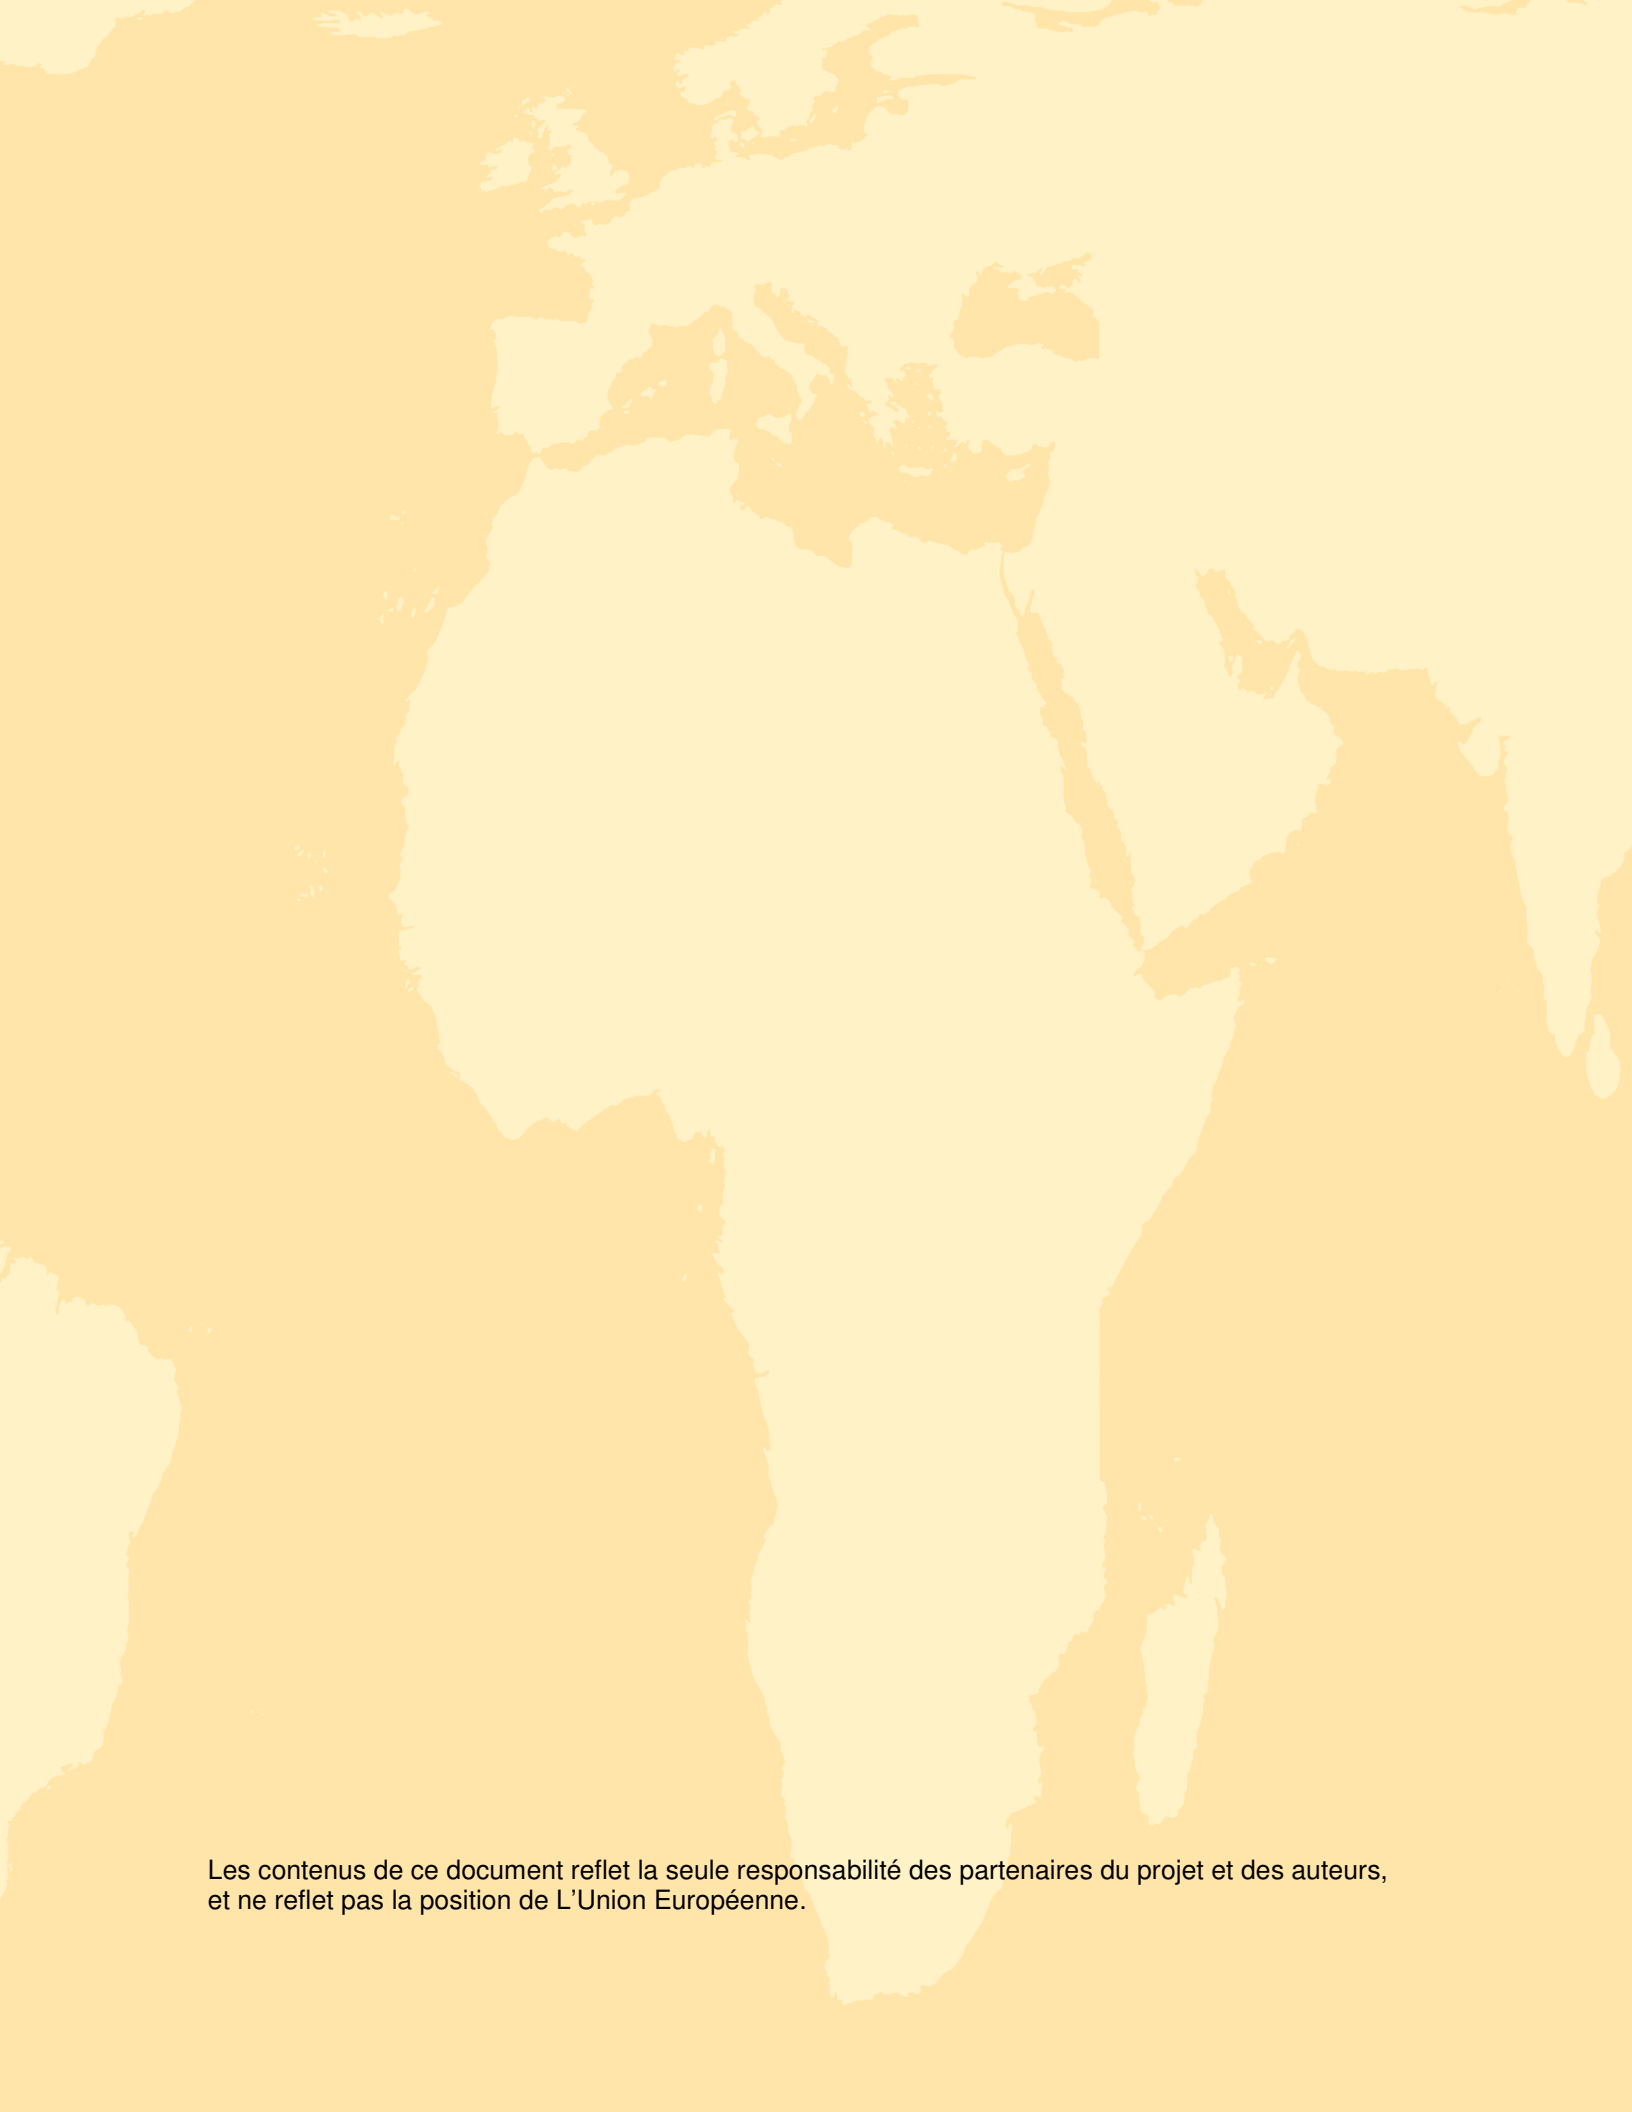 Les contenus de ce document reflet la seule responsabilité des partenaires du projet et des auteurs,
et ne reflet pas la position de L’Union Européenne.